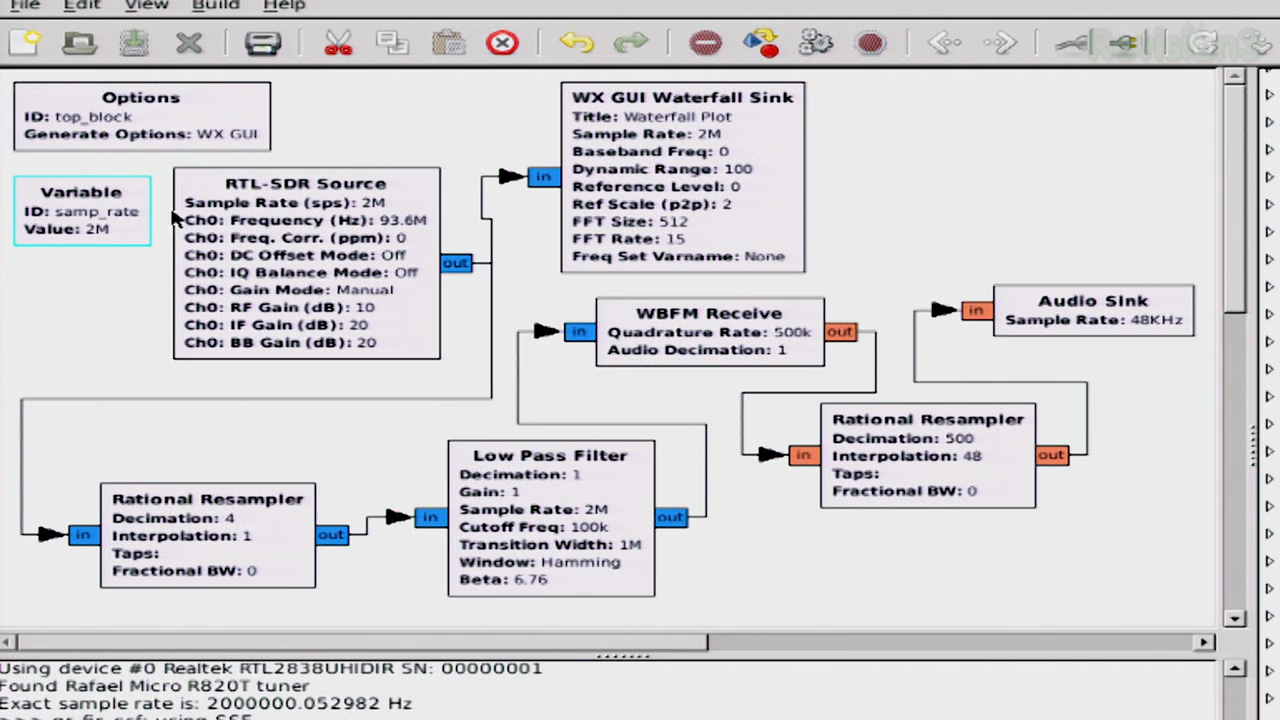 File Edit View Build Help
Options
ID: top_block
Generate Options: WX GUI
Variable
ID: samp_rate
Value: 2M
RTL-SDR Source
Sample Rate (sps): 2M
Ch0: Frequency (Hz): 93.6M
Ch0: Freq. Corr. (ppm): 0
Ch0: DC Offset Mode: Off
Ch0: IQ Balance Mode: Off
Ch0: Gain Mode: Manual
Ch0: RF Gain (dB): 10
Ch0: IF Gain (dB): 20
Ch0: BB Gain (dB): 20
out
in
WX GUI Waterfall Sink
Title: Waterfall Plot
Sample Rate: 2M
Baseband Freq: 0
Dynamic Range: 100
Reference Level: 0
Ref Scale (p2p): 2
FFT Size: 512
FFT Rate: 15
Freq Set Varname: None
in
WBFM Receive
Quadrature Rate: 500k
Audio Decimation: 1
out
in
Audio Sink
Sample Rate: 48KHz
in
Rational Resampler
Decimation: 500
Interpolation: 48
Taps:
Fractional BW: 0
out
in
Rational Resampler
Decimation: 4
Interpolation: 1
Taps:
Fractional BW: 0
out
in
Low Pass Filter
Decimation: 1
Gain: 1
Sample Rate: 2M
Cutoff Freq: 100k
Transition Width: 1M
Window: Hamming
Beta: 6.76
out
Using device #0 Realtek RTL2838UHIDIR SN: 00000001
Found Rafael Micro R820T tuner
Exact sample rate is: 2000000.052982 Hz
>>> gr_fir_ccf: using SSE